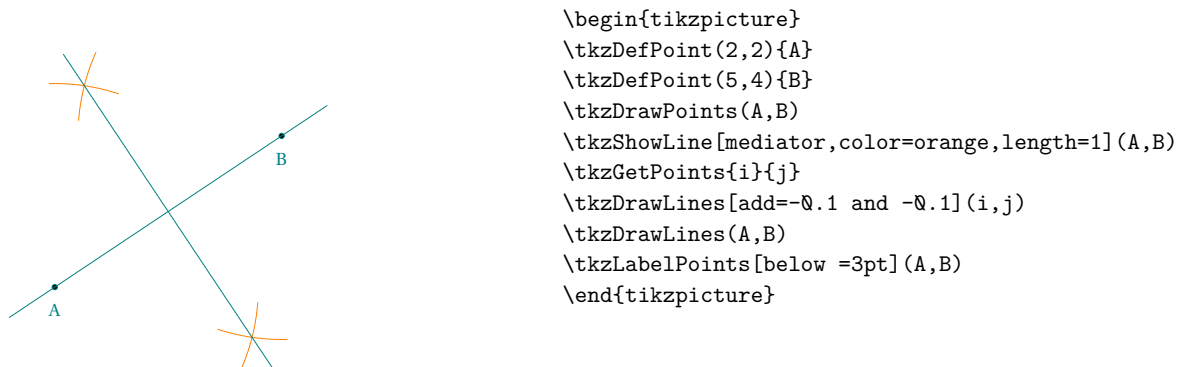 \begin{tikzpicture}
\tkzDefPoint(2,2){A}
\tkzDefPoint(5,4){B}
\tkzDrawPoints(A,B)
\tkzShowLine[mediator,color=orange,length=1](A,B)
\tkzGetPoints{i}{j}
\tkzDrawLines[add=-0.1 and -0.1](i,j)
\tkzDrawLines(A,B)
\tkzLabelPoints[below =3pt](A,B)
\end{tikzpicture}
B
A